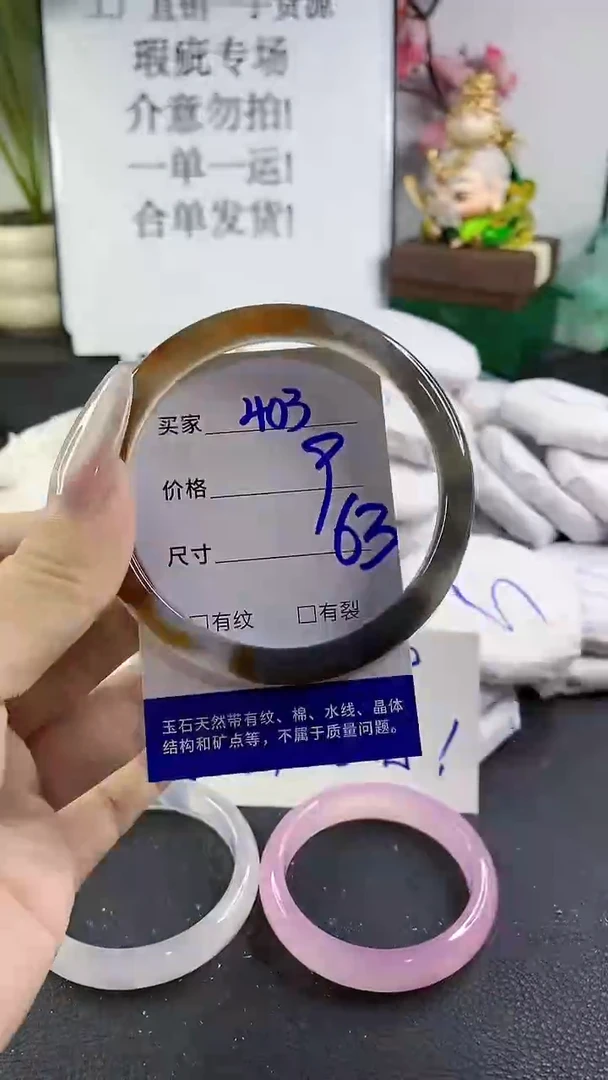 工厂直销一手货源
瑕疵专场
介意勿拍!
一单一运!
合单发货!
买家 403
价格 9
尺寸 63
□有纹 □有裂
玉石天然带有纹、棉、水线、晶体
结构和矿点等,不属于质量问题。